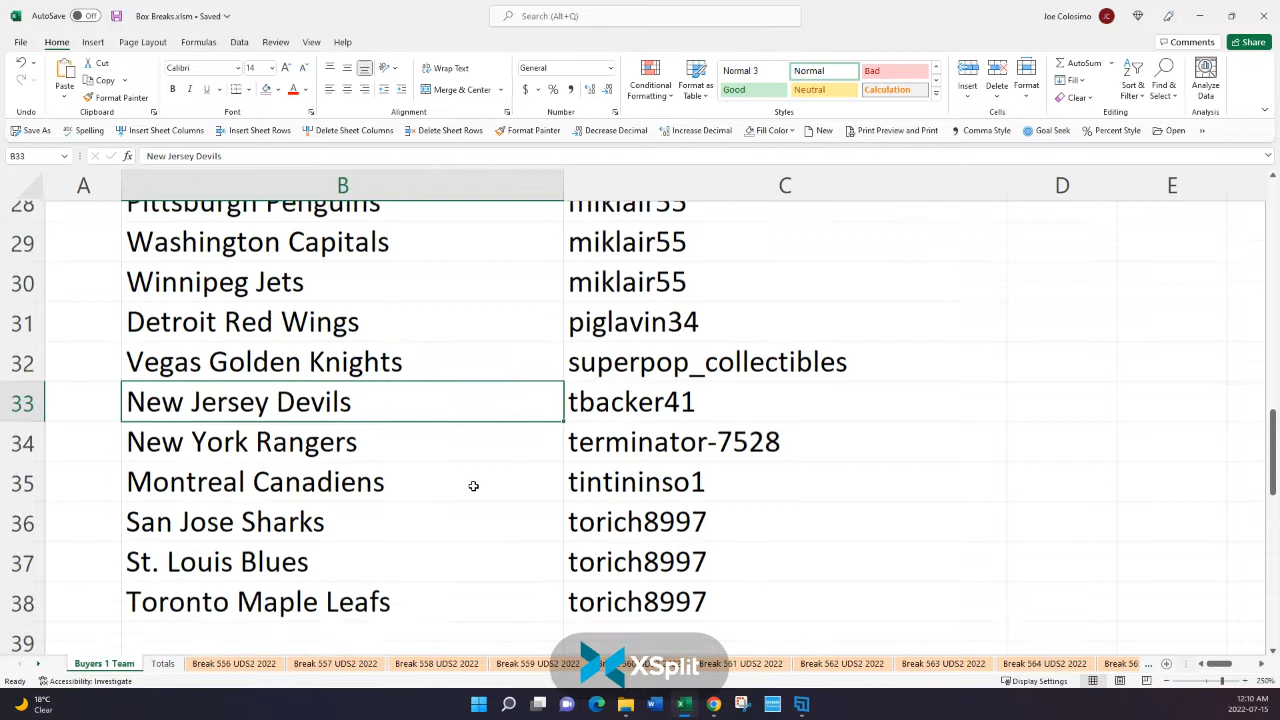 AutoSave Off Box Breaks.xlsm • Saved Search (Alt+Q) Joe Colosimo JC
File Home Insert Page Layout Formulas Data Review View Help Comments Share
Undo Paste Cut Copy Format Painter Calibri 14 Wrap Text General Conditional Formatting Format as Table Normal 3 Normal Bad Good Neutral Calculation Insert Delete Format AutoSum Fill Clear Sort & Filter Find & Select Analyze Data
B I U A A A Merge & Center $ % ,
Undo Clipboard Font Alignment Number Styles Cells Editing Analysis
Save As Spelling Insert Sheet Columns Insert Sheet Rows Delete Sheet Columns Delete Sheet Rows Format Painter Decrease Decimal Increase Decimal Fill Color New Print Preview and Print Comma Style Goal Seek Percent Style Open
B33 fx New Jersey Devils
A B C D E
28 Pittsburgh Penguins miklair55
29 Washington Capitals miklair55
30 Winnipeg Jets miklair55
31 Detroit Red Wings piglavin34
32 Vegas Golden Knights superpop_collectibles
33 New Jersey Devils tbacker41
34 New York Rangers terminator-7528
35 Montreal Canadiens tintininso1
36 San Jose Sharks torich8997
37 St. Louis Blues torich8997
38 Toronto Maple Leafs torich8997
39
XSplit
Buyers 1 Team Totals Break 556 UDS2 2022 Break 557 UDS2 2022 Break 558 UDS2 2022 Break 559 UDS2 2022 Break 561 UDS2 2022 Break 562 UDS2 2022 Break 563 UDS2 2022 Break 564 UDS2 2022 Break 56 ...
Ready Accessibility: Investigate Display Settings 250%
18°C
Clear
12:10 AM
2022-07-15